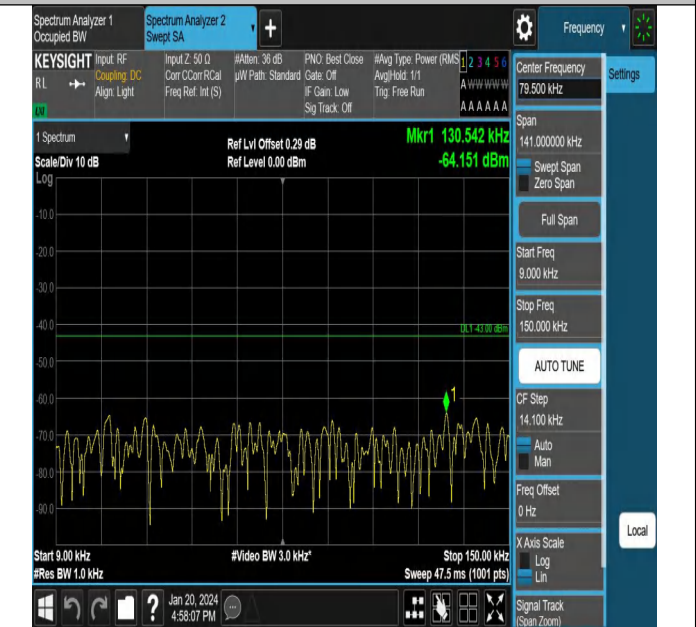 Spectrum Analyzer 1
Occupied BW
Spectrum Analyzer 2
Swept SA
+
Frequency
KEYSIGHT
RL
Input: RF
Coupling: DC
Align: Light
Input Z: 50 Ω
Corr CCorr RCal
Freq Ref: Int (S)
#Atten: 36 dB
µW Path: Standard
PNO: Best Close
Gate: Off
IF Gain: Low
Sig Track: Off
#Avg Type: Power (RMS
Avg|Hold: 1/1
Trig: Free Run
1 2 3 4 5 6
A W W W W W
A A A A A A
1 Spectrum
Scale/Div 10 dB
Ref Lvl Offset 0.29 dB
Ref Level 0.00 dBm
Mkr1 130.542 kHz
-64.151 dBm
Log
-10.0
-20.0
-30.0
-40.0
DL1 -43.00 dBm
-50.0
-60.0
1
-70.0
-80.0
-90.0
Start 9.00 kHz
#Video BW 3.0 kHz*
Stop 150.00 kHz
#Res BW 1.0 kHz
Sweep 47.5 ms (1001 pts)
?
Jan 20, 2024
4:58:07 PM
Center Frequency
79.500 kHz
Settings
Span
141.000000 kHz
Swept Span
Zero Span
Full Span
Start Freq
9.000 kHz
Stop Freq
150.000 kHz
AUTO TUNE
CF Step
14.100 kHz
Auto
Man
Freq Offset
0 Hz
X Axis Scale
Log
Lin
Local
Signal Track
(Span Zoom)